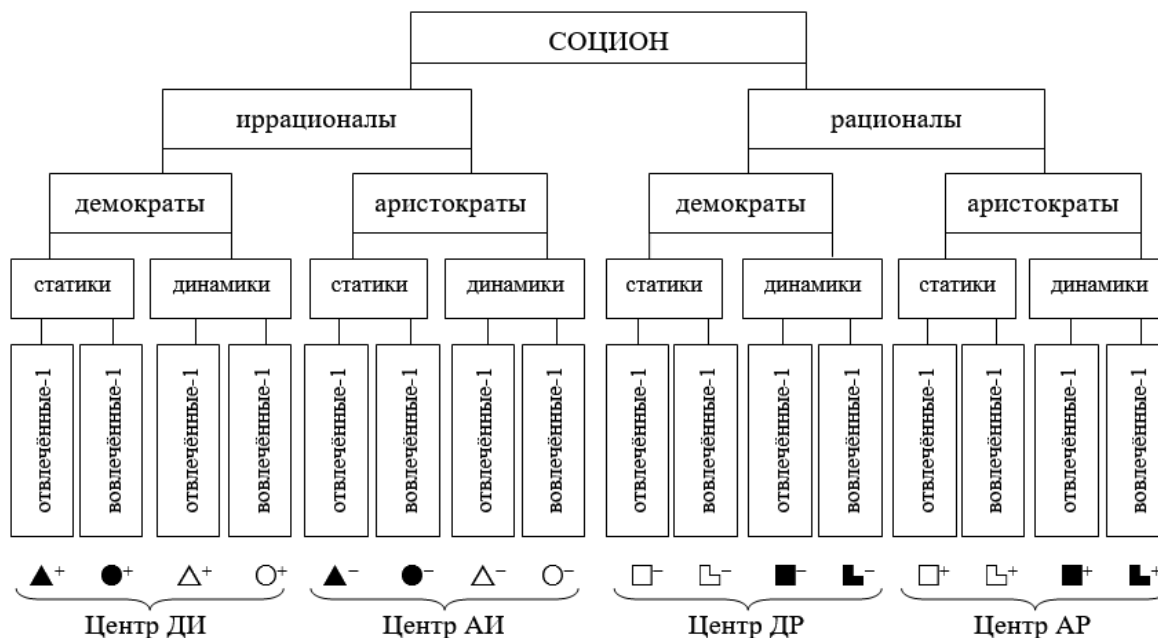 СОЦИОН
иррационалы
рационалы
демократы
аристократы
демократы
аристократы
статики
динамики
статики
динамики
статики
динамики
статики
динамики
отвлечённые-1
вовлечённые-1
отвлечённые-1
вовлечённые-1
отвлечённые-1
вовлечённые-1
отвлечённые-1
вовлечённые-1
отвлечённые-1
вовлечённые-1
отвлечённые-1
вовлечённые-1
отвлечённые-1
вовлечённые-1
отвлечённые-1
вовлечённые-1
▲+ ●+ △+ ○+ ▲− ●− △− ○− □− ᒪ− ■− ᒪ− □+ ᒪ+ ■+ ᒪ+
Центр ДИ
Центр АИ
Центр ДР
Центр АР